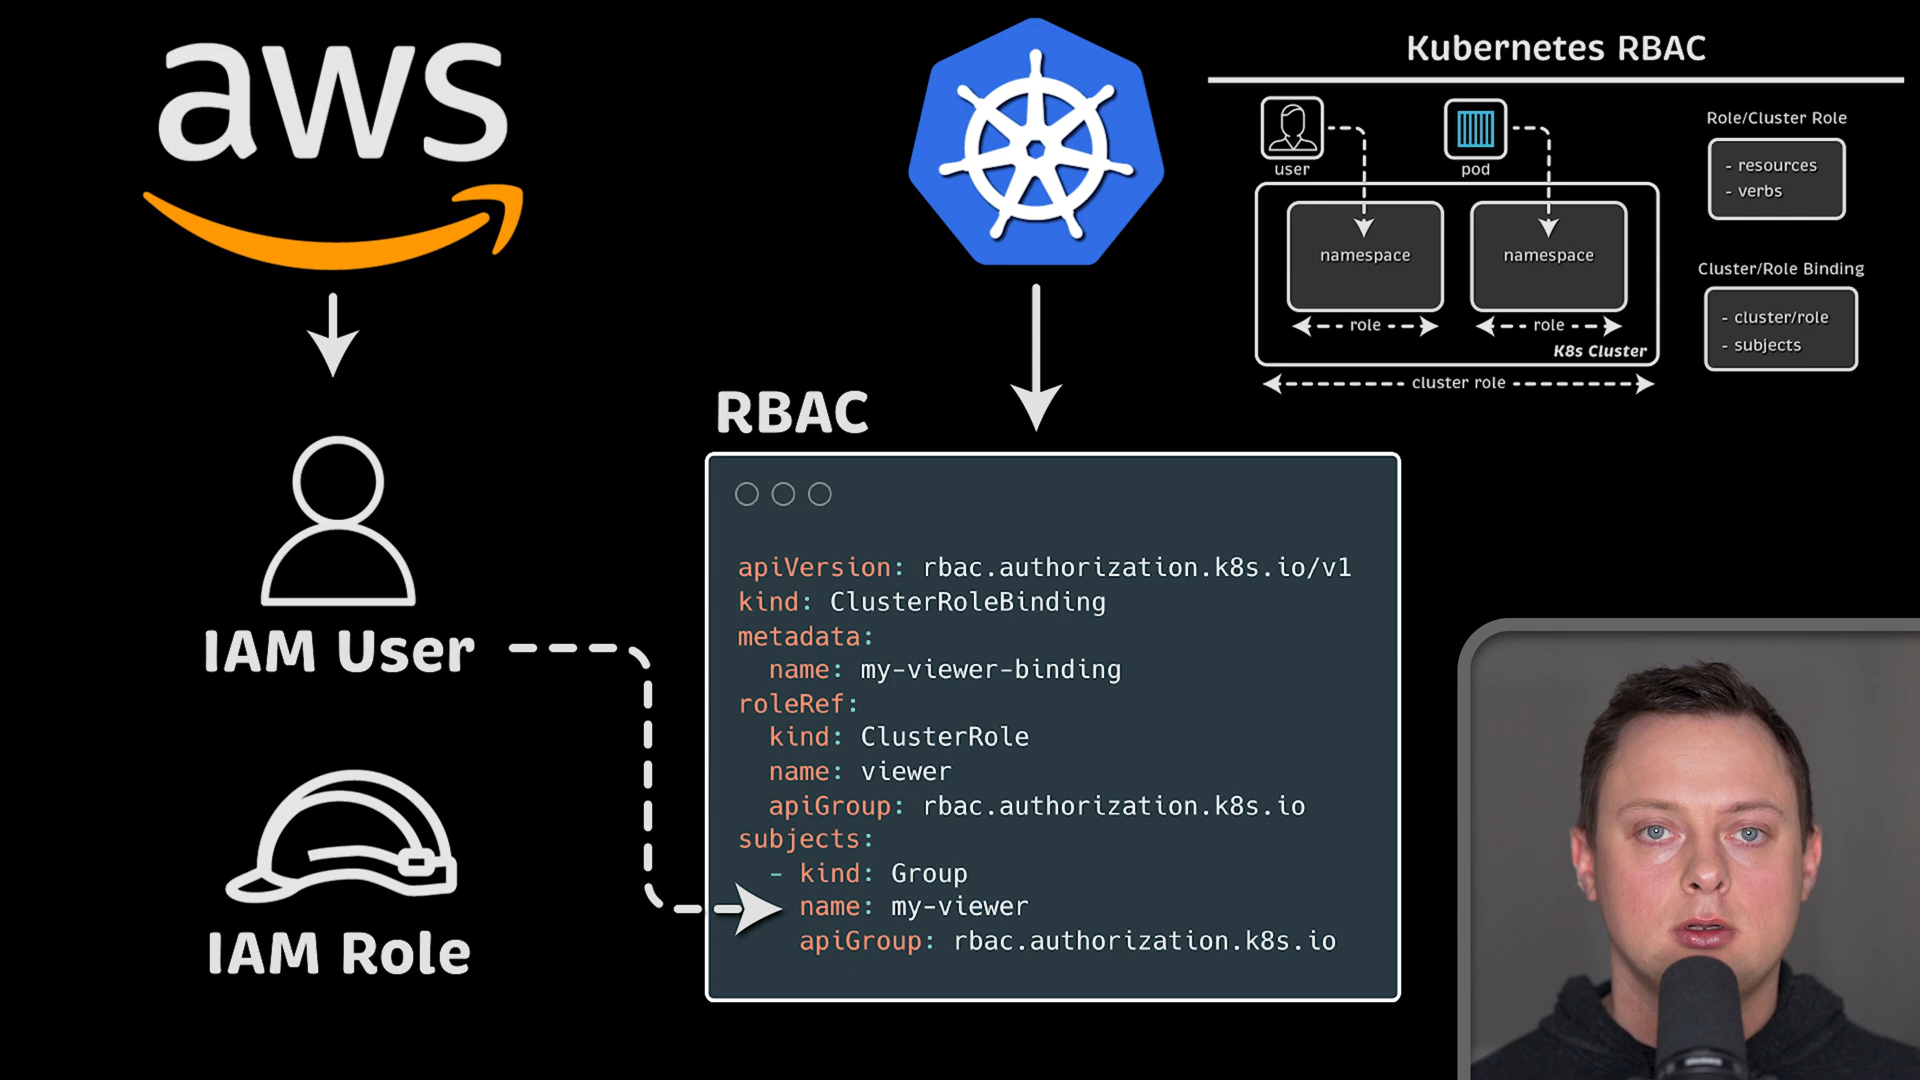 aws
IAM User
IAM Role
RBAC
apiVersion: rbac.authorization.k8s.io/v1
kind: ClusterRoleBinding
metadata:
  name: my-viewer-binding
roleRef:
  kind: ClusterRole
  name: viewer
  apiGroup: rbac.authorization.k8s.io
subjects:
  - kind: Group
    name: my-viewer
    apiGroup: rbac.authorization.k8s.io
Kubernetes RBAC
user
pod
namespace
namespace
role
role
K8s Cluster
cluster role
Role/Cluster Role
- resources
- verbs
Cluster/Role Binding
- cluster/role
- subjects